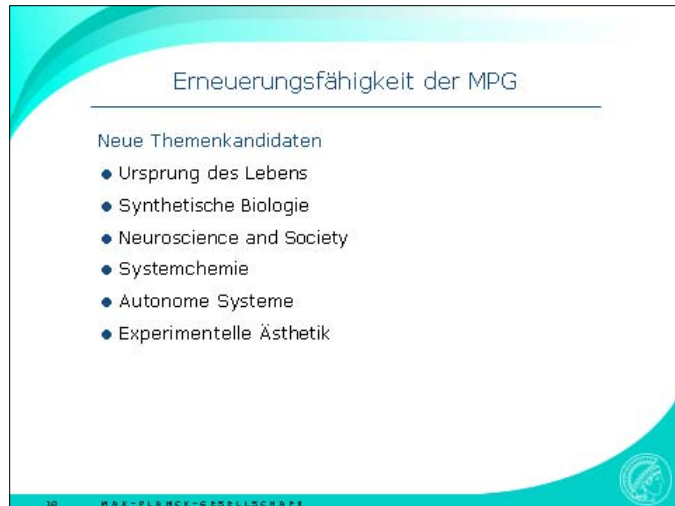 Erneuerungsfähigkeit der MPG
Neue Themenkandidaten
Ursprung des Lebens
Synthetische Biologie
Neuroscience and Society
Systemchemie
Autonome Systeme
Experimentelle Ästhetik
MAX-PLANCK-GESELLSCHAFT